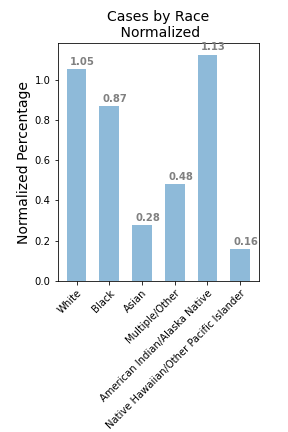 Cases by Race
Normalized
Normalized Percentage
1.0
0.8
0.6
0.4
0.2
0.0
1.05
0.87
0.28
0.48
1.13
0.16
White
Black
Asian
Multiple/Other
American Indian/Alaska Native
Native Hawaiian/Other Pacific Islander